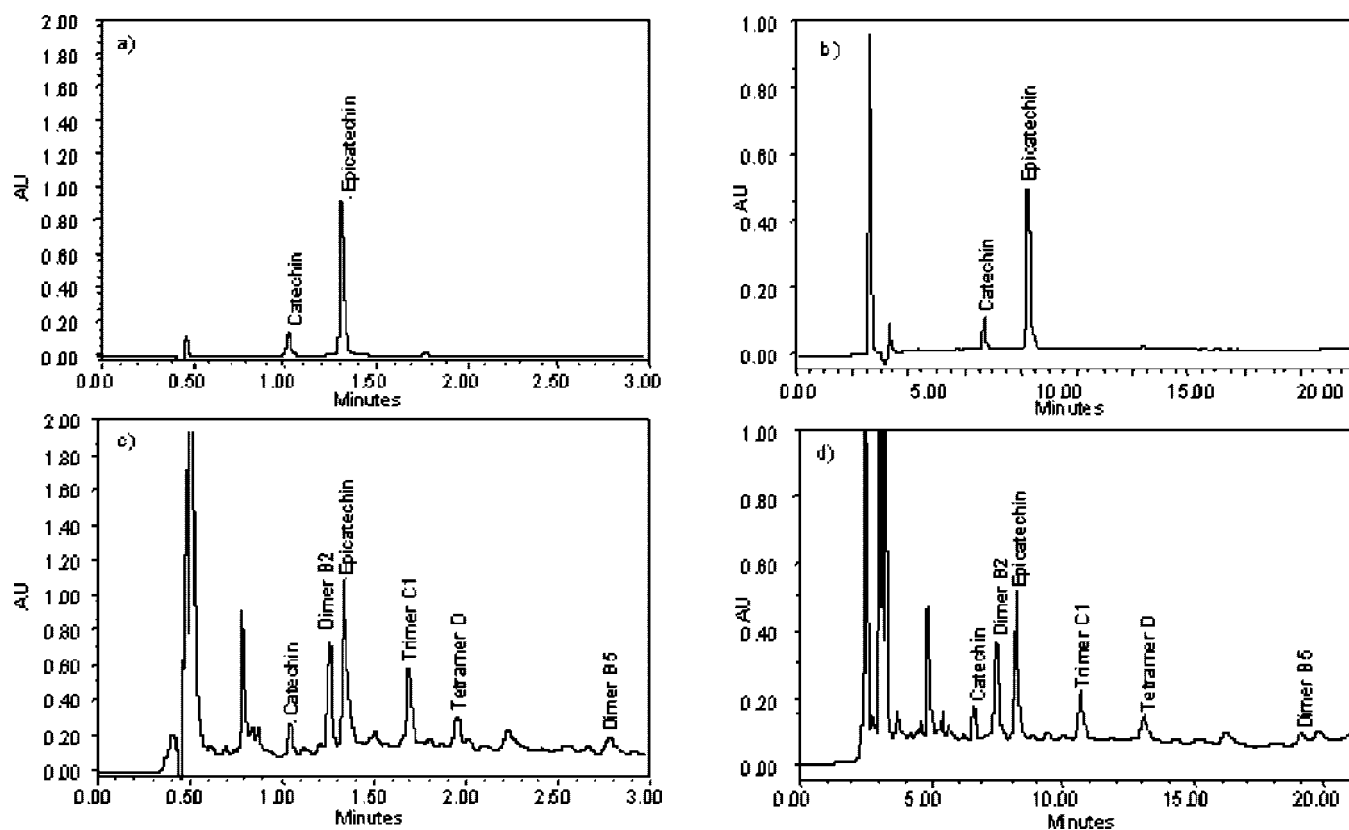 a)
2.00
1.80
1.60
1.40
1.20
1.00
0.80
0.60
0.40
0.20
0.00
AU
Catechin
Epicatechin
0.00 0.50 1.00 1.50 2.00 2.50 3.00
Minutes
b)
1.00
0.80
0.60
0.40
0.20
0.00
AU
Catechin
Epicatechin
0.00 5.00 10.00 15.00 20.00
Minutes
c)
2.00
1.80
1.60
1.40
1.20
1.00
0.80
0.60
0.40
0.20
0.00
AU
Catechin
Dimer B2
Epicatechin
Trimer C1
Tetramer D
Dimer B5
0.00 0.50 1.00 1.50 2.00 2.50 3.00
Minutes
d)
1.00
0.80
0.60
0.40
0.20
0.00
AU
Catechin
Dimer B2
Epicatechin
Trimer C1
Tetramer D
Dimer B5
0.00 5.00 10.00 15.00 20.00
Minutes